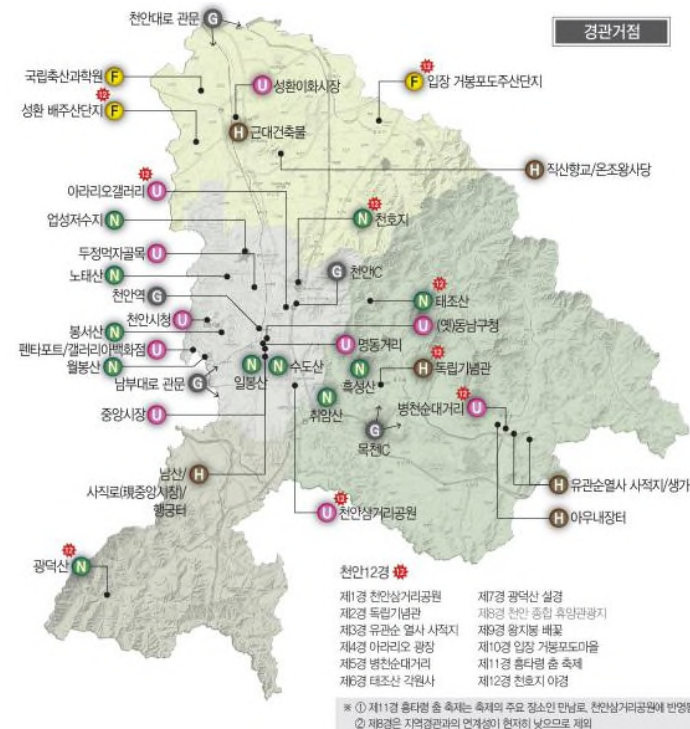 천안대로 관문
G
경관거점
국립축산과학원 F
U 성환이화시장
12
F 입장 거봉포도주산단지
12
성환 배주산단지 F
H 근대건축물
H 직산향교/온조왕사당
12
아라리오갤러리 U
12
N 천호지
업성저수지 N
두정먹자골목 U
G 천안IC
노태산 N
12
N 태조산
천안역 G
U (옛)동남구청
천안시청 U
봉서산 N
U 명동거리
펜타포트/갤러리아백화점 U
12
H 독립기념관
월봉산 N
N 일봉산
N 수도산
N 흑성산
남부대로 관문 G
N 취암산
12
병천순대거리 U
중앙시장 U
G 목천IC
남산/
사직로(現중앙시장)/
행궁터
H
H 유관순열사 사적지/생가
12
U 천안삼거리공원
H 아우내장터
12
광덕산 N
천안12경 12
제1경 천안삼거리공원
제2경 독립기념관
제3경 유관순 열사 사적지
제4경 아라리오 광장
제5경 병천순대거리
제6경 태조산 각원사
제7경 광덕산 설경
제8경 천안 종합 휴양관광지
제9경 왕지봉 배꽃
제10경 입장 거봉포도마을
제11경 흥타령 춤 축제
제12경 천호지 야경
※ ① 제11경 흥타령 춤 축제는 축제의 주요 장소인 만남로, 천안삼거리공원에 반영됨
② 제8경은 지역경관과의 연계성이 현저히 낮으므로 제외